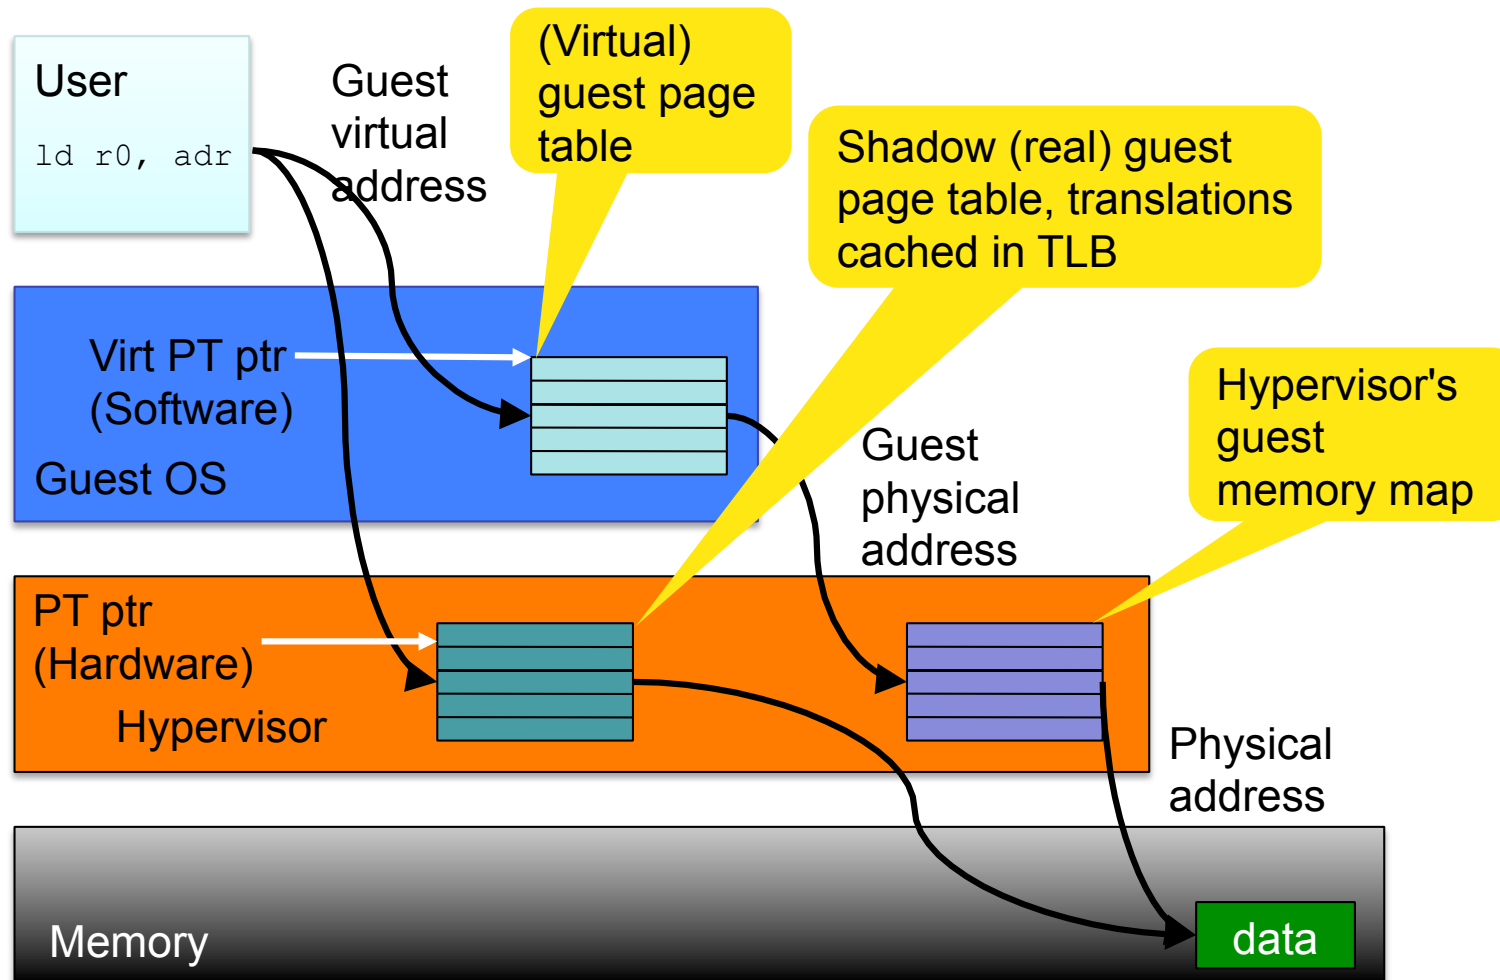 User
ld r0, adr
Guest
virtual
address
(Virtual)
guest page
table
Shadow (real) guest
page table, translations
cached in TLB
Virt PT ptr
(Software)
Guest OS
Guest
physical
address
Hypervisor's
guest
memory map
PT ptr
(Hardware)
Hypervisor
Physical
address
Memory
data